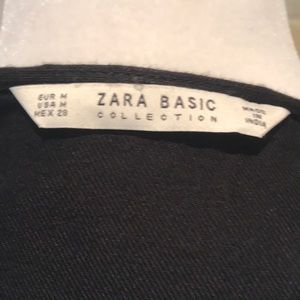 EUR M
USA M
MEX 28
ZARA BASIC
COLLECTION
MADE
IN
INDIA